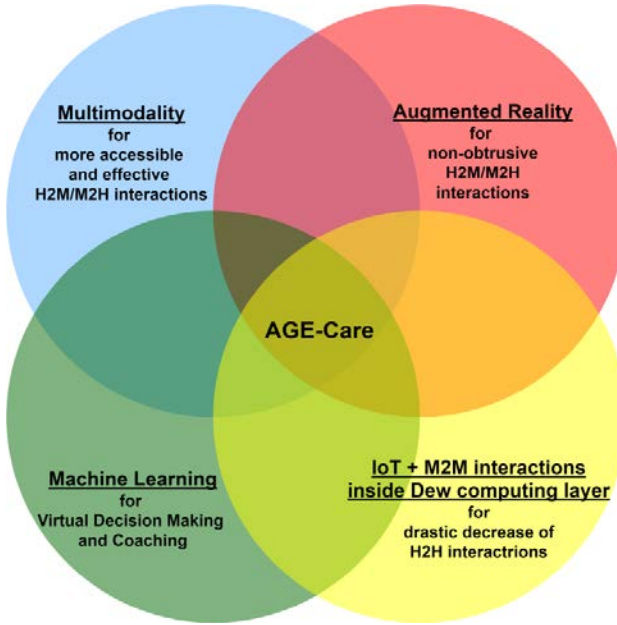 Multimodality
for
more accessible
and effective
H2M/M2H interactions
Augmented Reality
for
non-obtrusive
H2M/M2H
interactions
AGE-Care
Machine Learning
for
Virtual Decision Making
and Coaching
IoT + M2M interactions
inside Dew computing layer
for
drastic decrease of
H2H interactrions